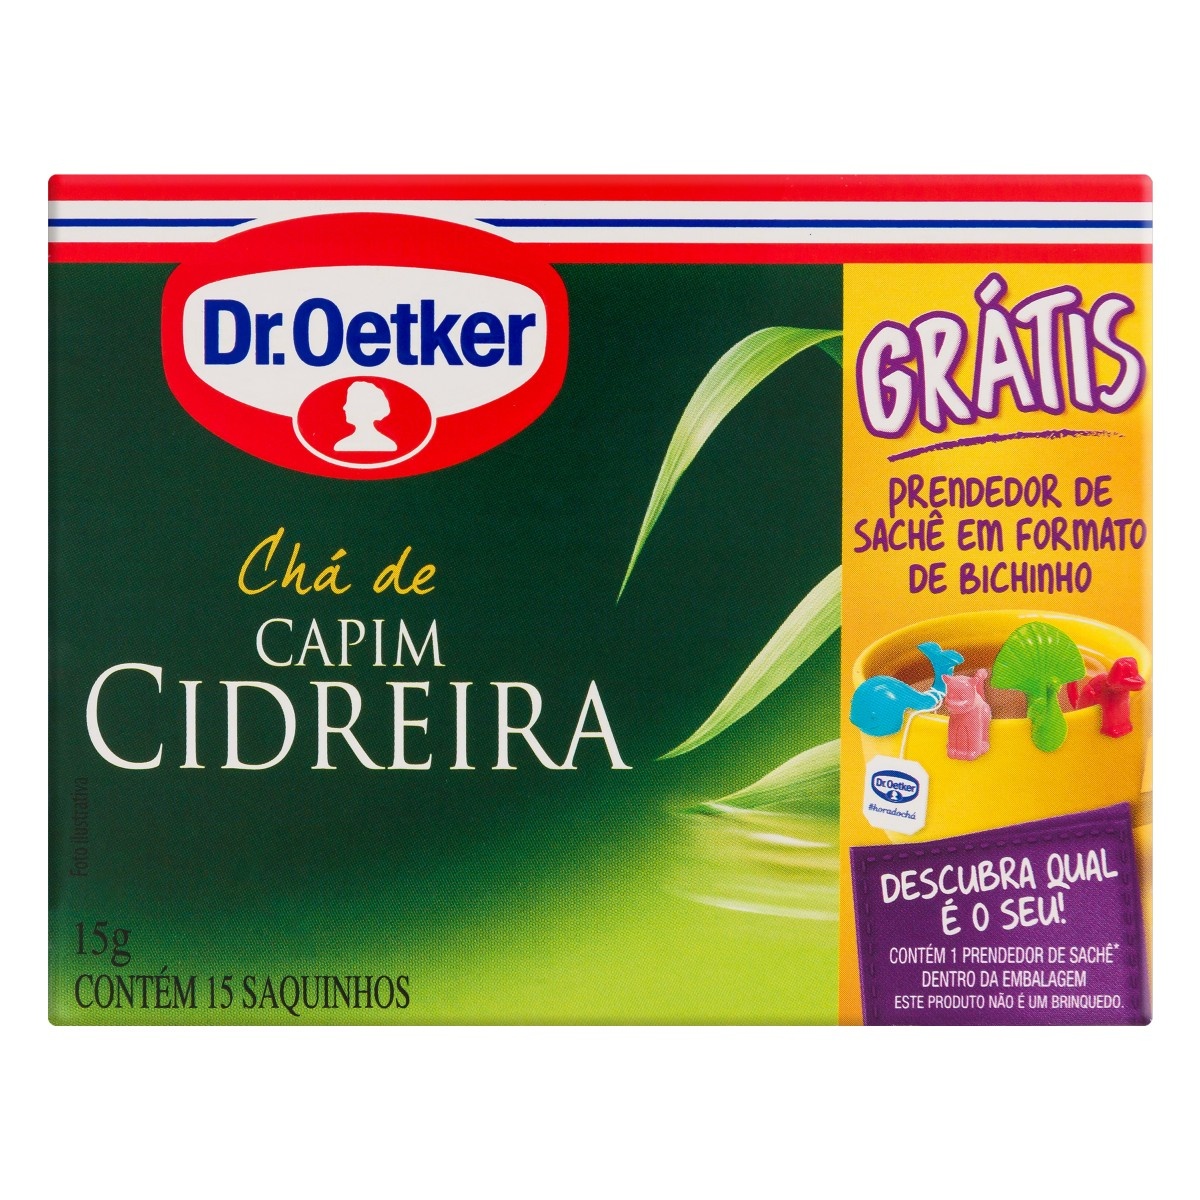 Dr.Oetker
Chá de
CAPIM
CIDREIRA
Foto ilustrativa
15g
CONTÉM 15 SAQUINHOS
GRÁTIS
PRENDEDOR DE
SACHÊ EM FORMATO
DE BICHINHO
Dr.Oetker
#horadochá
DESCUBRA QUAL
É O SEU!
CONTÉM 1 PRENDEDOR DE SACHÊ*
DENTRO DA EMBALAGEM
ESTE PRODUTO NÃO É UM BRINQUEDO.